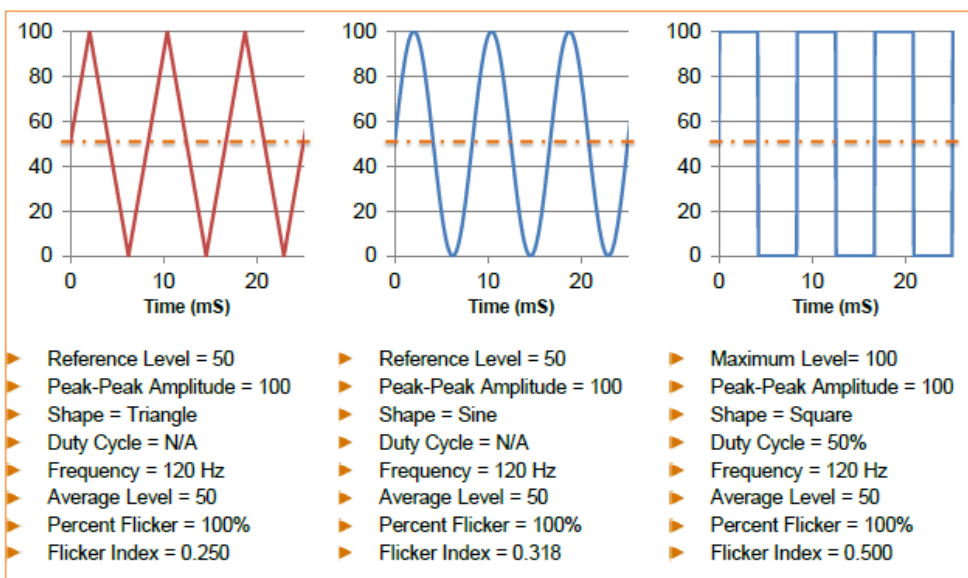 100
80
60
40
20
0
0 10 20
Time (mS)
► Reference Level = 50
► Peak-Peak Amplitude = 100
► Shape = Triangle
► Duty Cycle = N/A
► Frequency = 120 Hz
► Average Level = 50
► Percent Flicker = 100%
► Flicker Index = 0.250
100
80
60
40
20
0
0 10 20
Time (mS)
► Reference Level = 50
► Peak-Peak Amplitude = 100
► Shape = Sine
► Duty Cycle = N/A
► Frequency = 120 Hz
► Average Level = 50
► Percent Flicker = 100%
► Flicker Index = 0.318
100
80
60
40
20
0
0 10 20
Time (mS)
► Maximum Level= 100
► Peak-Peak Amplitude = 100
► Shape = Square
► Duty Cycle = 50%
► Frequency = 120 Hz
► Average Level = 50
► Percent Flicker = 100%
► Flicker Index = 0.500